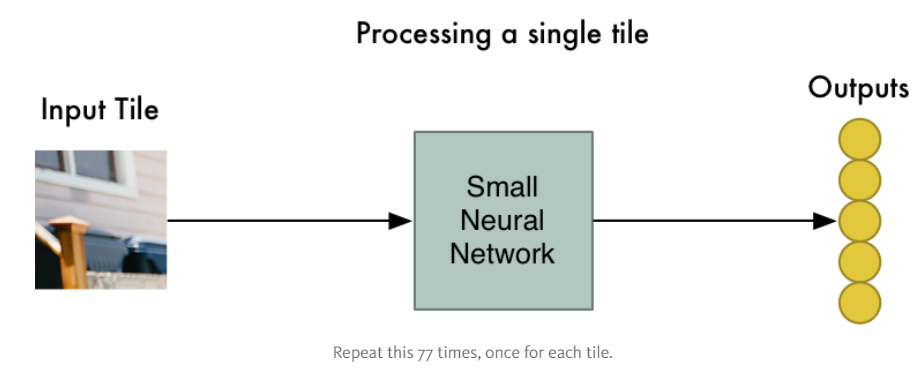 Processing a single tile
Outputs
Input Tile
Small
Neural
Network
Repeat this 77 times, once for each tile.